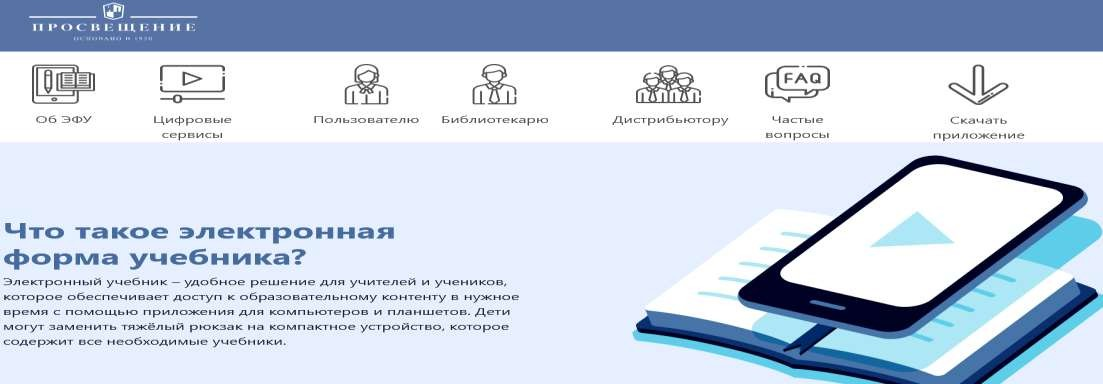 ПРОСВЕЩЕНИЕ
ОСНОВАНО В 1930
Об ЭФУ
Цифровые
сервисы
Пользователю
Библиотекарю
Дистрибьютору
FAQ
Частые
вопросы
Скачать
приложение
Что такое электронная
форма учебника?
Электронный учебник – удобное решение для учителей и учеников,
которое обеспечивает доступ к образовательному контенту в нужное
время с помощью приложения для компьютеров и планшетов. Дети
могут заменить тяжёлый рюкзак на компактное устройство, которое
содержит все необходимые учебники.